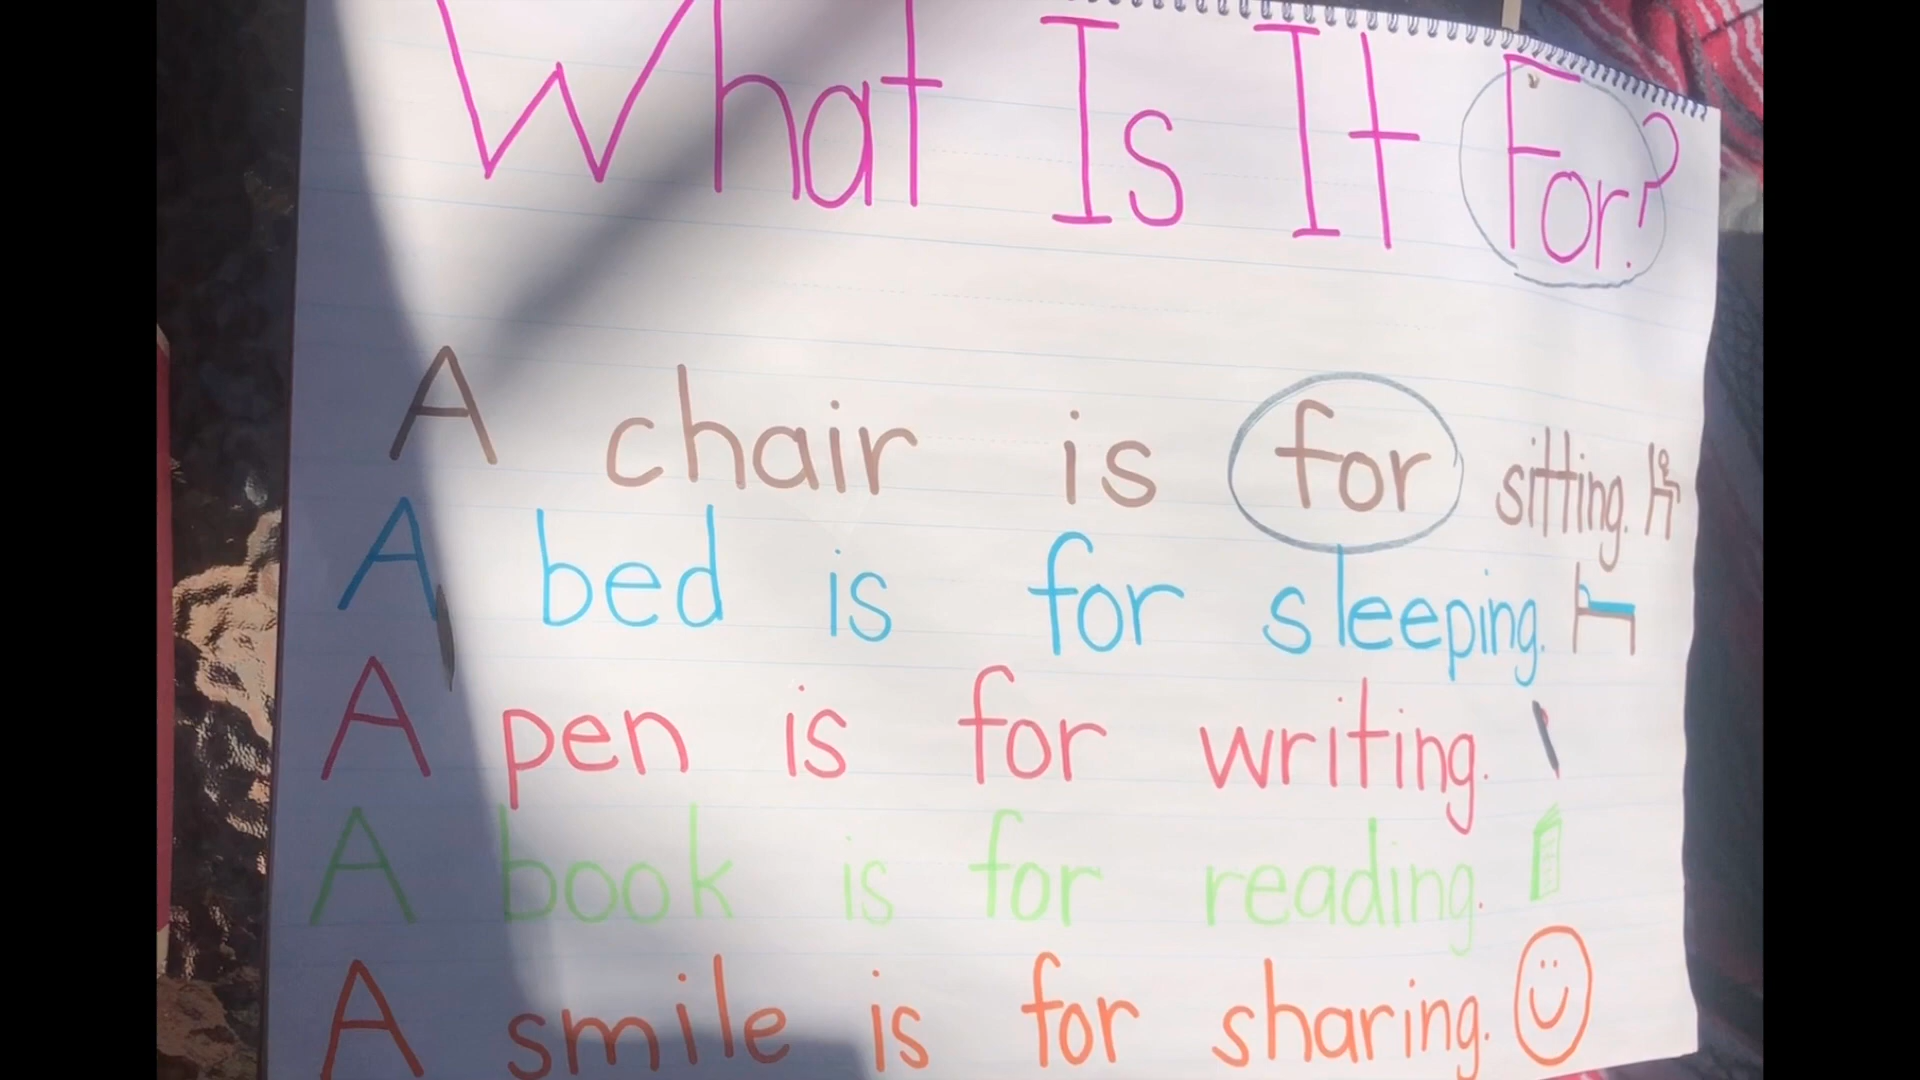 What Is It For?
A chair is for sitting.
A bed is for sleeping.
A pen is for writing.
A book is for reading.
A smile is for sharing.